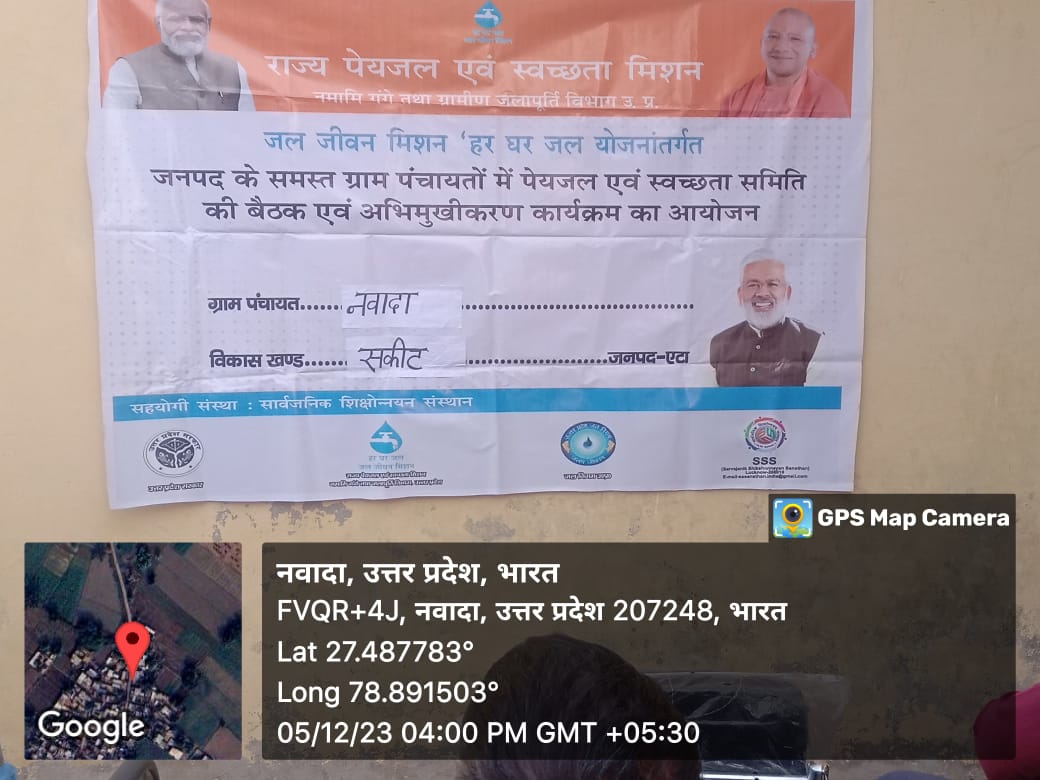 राज्य पेयजल एवं स्वच्छता मिशन
नमामि गंगे तथा ग्रामीण जलापूर्ति विभाग उ. प्र.
जल जीवन मिशन 'हर घर जल योजनांतर्गत
जनपद के समस्त ग्राम पंचायतों में पेयजल एवं स्वच्छता समिति
की बैठक एवं अभिमुखीकरण कार्यक्रम का आयोजन
ग्राम पंचायत...... नवादा ..........................................
विकास खण्ड....... सकीट .........................जनपद-एटा
सहयोगी संस्था : सार्वजनिक शिक्षोन्नयन संस्थान
उत्तर प्रदेश सरकार
हर घर जल
जल जीवन मिशन
SSS
GPS Map Camera
नवादा, उत्तर प्रदेश, भारत
FVQR+4J, नवादा, उत्तर प्रदेश 207248, भारत
Lat 27.487783°
Long 78.891503°
05/12/23 04:00 PM GMT +05:30
Google